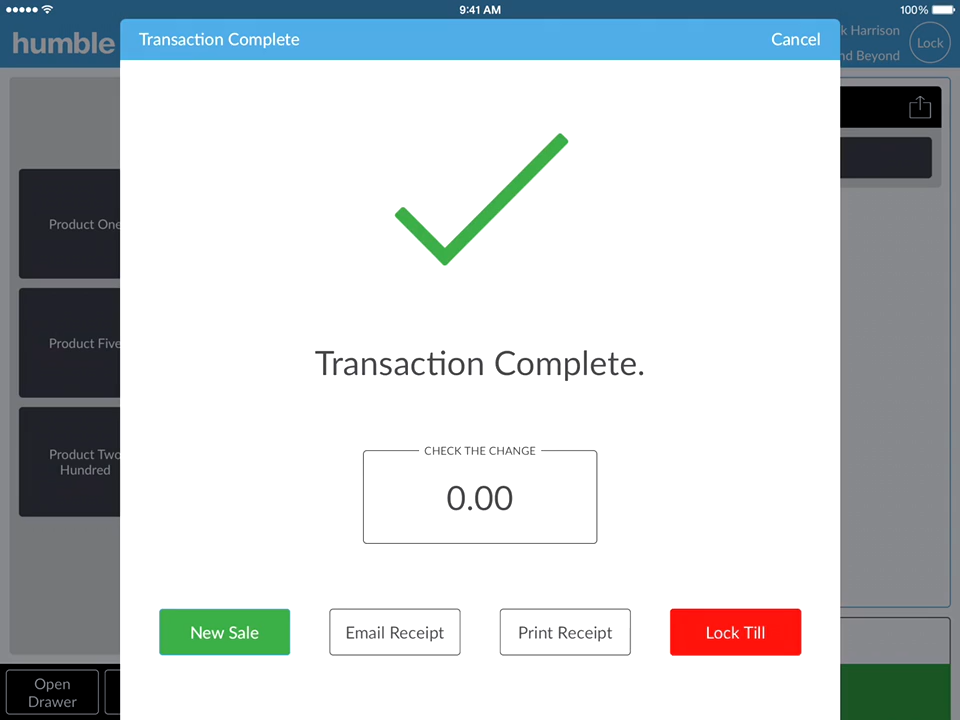 9:41 AM
100%
humble
Transaction Complete
Cancel
k Harrison
nd Beyond
Lock
Product One
Product Five
Product Two
Hundred
Transaction Complete.
CHECK THE CHANGE
0.00
New Sale
Email Receipt
Print Receipt
Lock Till
Open
Drawer